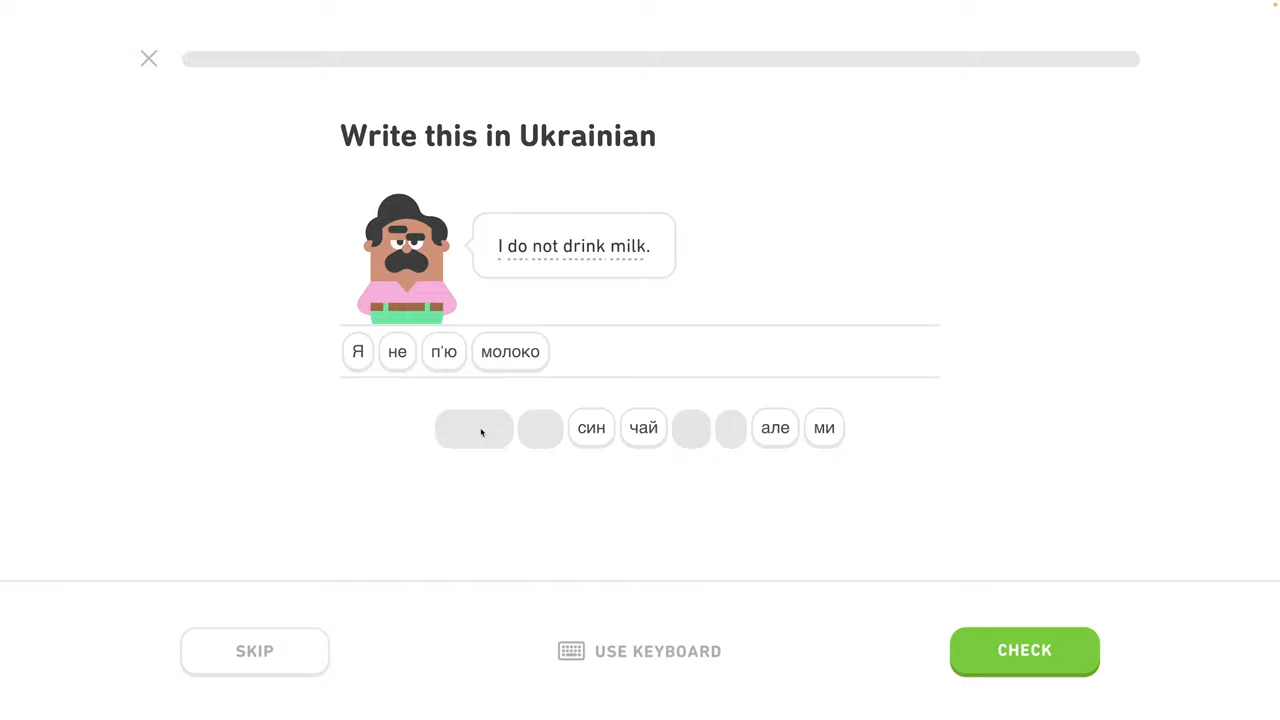 Write this in Ukrainian
I do not drink milk.
Я не п'ю молоко
син чай але ми
SKIP USE KEYBOARD CHECK